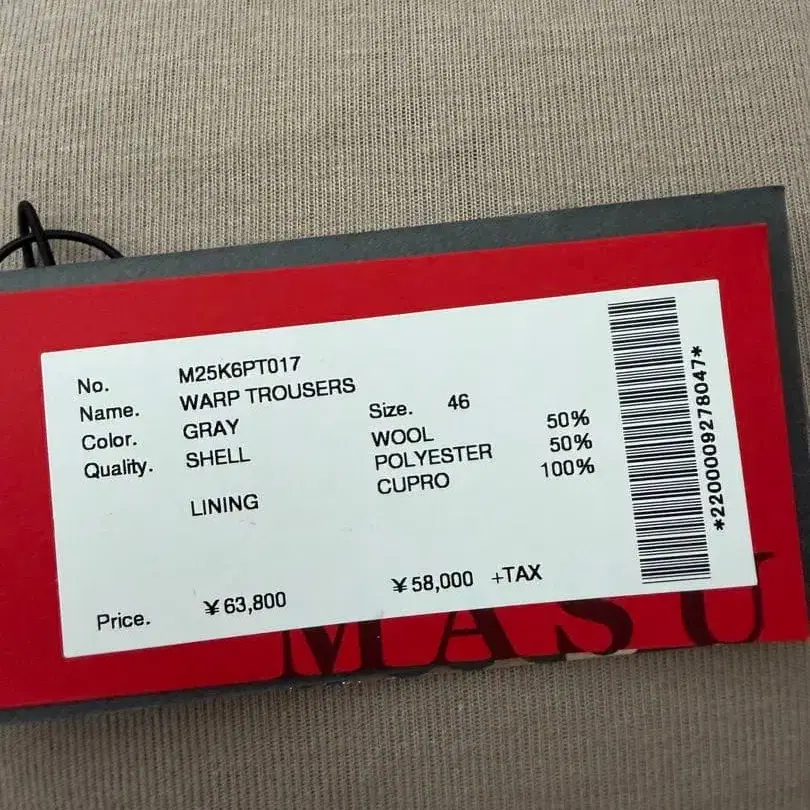 No. M25K6PT017
Name. WARP TROUSERS
Color. GRAY Size. 46
Quality. SHELL WOOL 50%
POLYESTER 50%
LINING CUPRO 100%
Price. ¥63,800 ¥58,000 +TAX
*2200009278047*
MASU